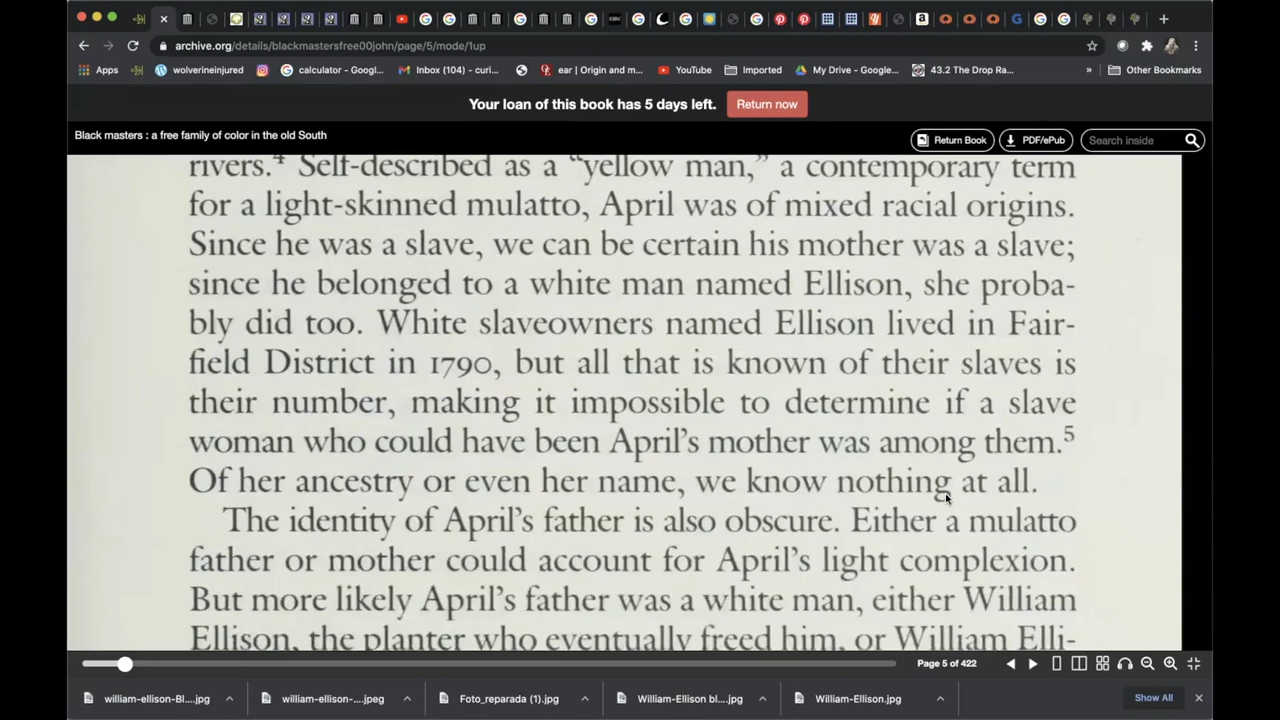 archive.org/details/blackmastersfree00john/page/5/mode/1up
Apps
wolverineinjured
calculator - Googl...
Inbox (104) - curi...
ear | Origin and m...
YouTube
Imported
My Drive - Google...
43.2 The Drop Ra...
»
Other Bookmarks
Your loan of this book has 5 days left.
Return now
Black masters : a free family of color in the old South
Return Book
PDF/ePub
Search inside
rivers.4 Self-described as a “yellow man,” a contemporary term
for a light-skinned mulatto, April was of mixed racial origins.
Since he was a slave, we can be certain his mother was a slave;
since he belonged to a white man named Ellison, she proba-
bly did too. White slaveowners named Ellison lived in Fair-
field District in 1790, but all that is known of their slaves is
their number, making it impossible to determine if a slave
woman who could have been April’s mother was among them.5
Of her ancestry or even her name, we know nothing at all.
The identity of April’s father is also obscure. Either a mulatto
father or mother could account for April’s light complexion.
But more likely April’s father was a white man, either William
Ellison, the planter who eventually freed him, or William Elli-
Page 5 of 422
william-ellison-Bl....jpg
william-ellison-....jpeg
Foto_reparada (1).jpg
William-Ellison bl....jpg
William-Ellison.jpg
Show All